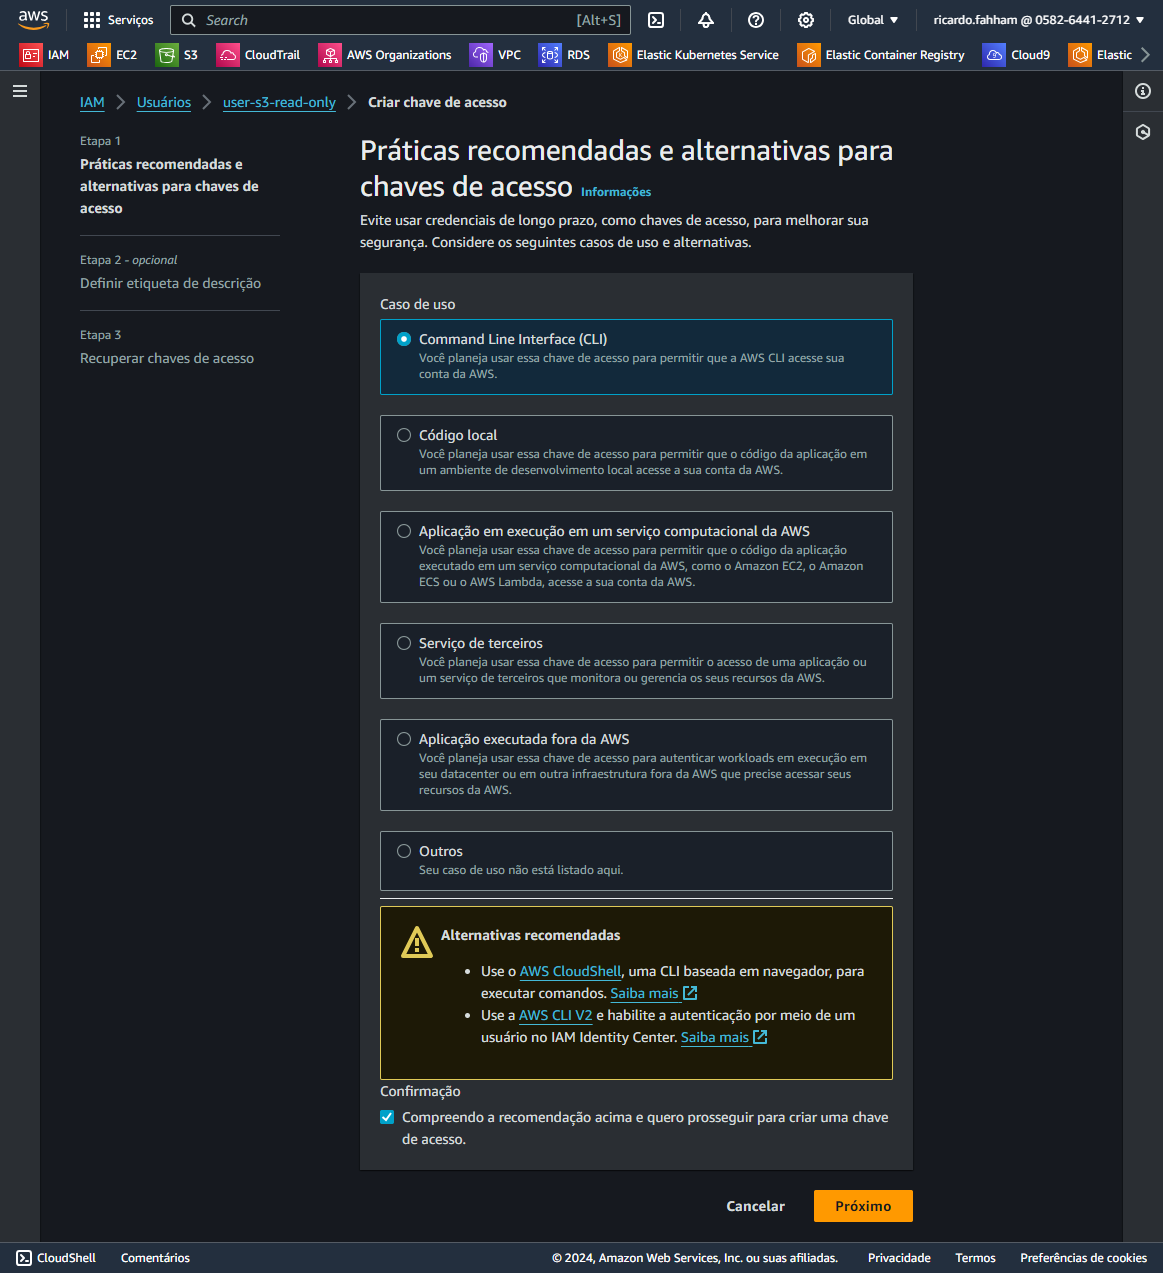 aws Serviços Search [Alt+S] Global ricardo.fahham @ 0582-6441-2712
IAM EC2 S3 CloudTrail AWS Organizations VPC RDS Elastic Kubernetes Service Elastic Container Registry Cloud9 Elastic
IAM Usuários user-s3-read-only Criar chave de acesso
Etapa 1
Práticas recomendadas e
alternativas para chaves de
acesso
Etapa 2 - opcional
Definir etiqueta de descrição
Etapa 3
Recuperar chaves de acesso
Práticas recomendadas e alternativas para
chaves de acesso Informações
Evite usar credenciais de longo prazo, como chaves de acesso, para melhorar sua
segurança. Considere os seguintes casos de uso e alternativas.
Caso de uso
Command Line Interface (CLI)
Você planeja usar essa chave de acesso para permitir que a AWS CLI acesse sua
conta da AWS.
Código local
Você planeja usar essa chave de acesso para permitir que o código da aplicação em
um ambiente de desenvolvimento local acesse a sua conta da AWS.
Aplicação em execução em um serviço computacional da AWS
Você planeja usar essa chave de acesso para permitir que o código da aplicação
executado em um serviço computacional da AWS, como o Amazon EC2, o Amazon
ECS ou o AWS Lambda, acesse a sua conta da AWS.
Serviço de terceiros
Você planeja usar essa chave de acesso para permitir o acesso de uma aplicação ou
um serviço de terceiros que monitora ou gerencia os seus recursos da AWS.
Aplicação executada fora da AWS
Você planeja usar essa chave de acesso para autenticar workloads em execução em
seu datacenter ou em outra infraestrutura fora da AWS que precise acessar seus
recursos da AWS.
Outros
Seu caso de uso não está listado aqui.
Alternativas recomendadas
• Use o AWS CloudShell, uma CLI baseada em navegador, para
executar comandos. Saiba mais
• Use a AWS CLI V2 e habilite a autenticação por meio de um
usuário no IAM Identity Center. Saiba mais
Confirmação
Compreendo a recomendação acima e quero prosseguir para criar uma chave
de acesso.
Cancelar Próximo
CloudShell Comentários © 2024, Amazon Web Services, Inc. ou suas afiliadas. Privacidade Termos Preferências de cookies